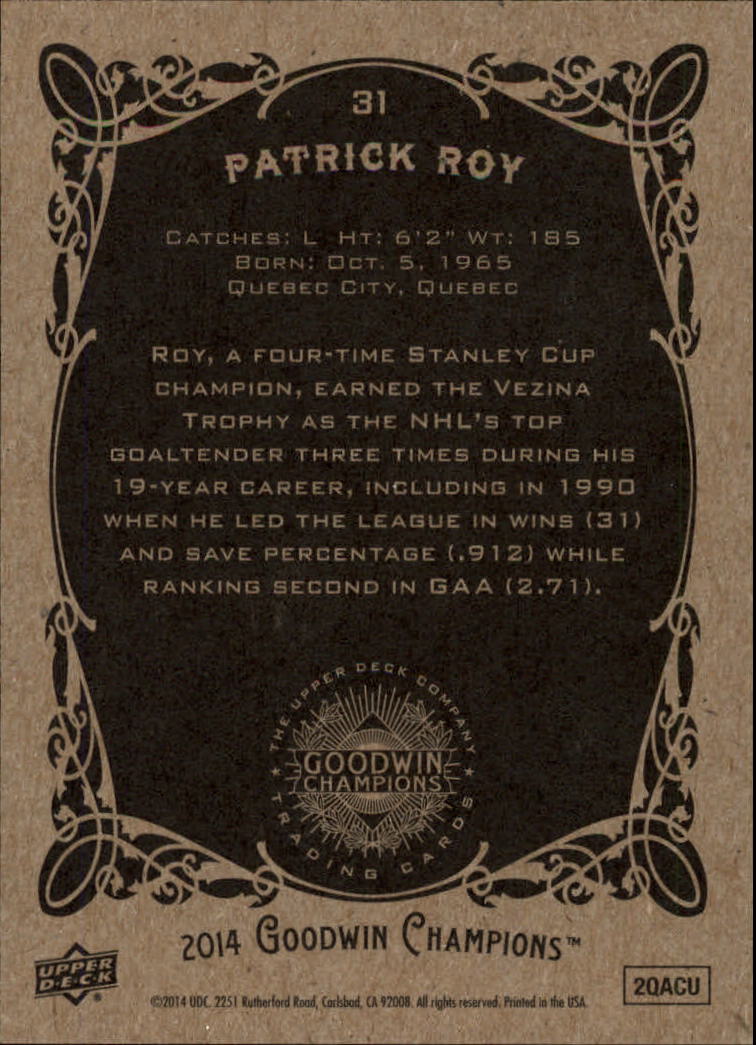 31
PATRICK ROY
CATCHES: L HT: 6'2" WT: 185
BORN: OCT. 5, 1965
QUEBEC CITY, QUEBEC
ROY, A FOUR-TIME STANLEY CUP
CHAMPION, EARNED THE VEZINA
TROPHY AS THE NHL'S TOP
GOALTENDER THREE TIMES DURING HIS
19-YEAR CAREER, INCLUDING IN 1990
WHEN HE LED THE LEAGUE IN WINS (31)
AND SAVE PERCENTAGE (.912) WHILE
RANKING SECOND IN GAA (2.71).
THE UPPER DECK COMPANY
GOODWIN
CHAMPIONS
★ TRADING CARDS ★
2014 GOODWIN CHAMPIONS™
UPPER
D·E·C·K®
©2014 UDC. 2251 Rutherford Road, Carlsbad, CA 92008. All rights reserved. Printed in the USA.
2QACU